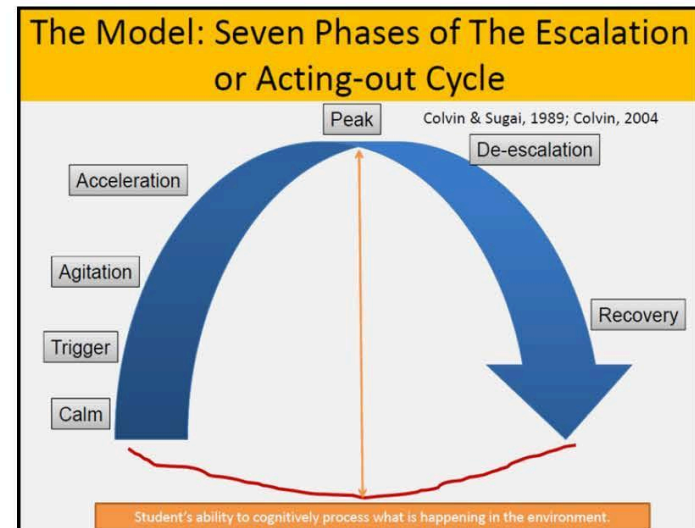 The Model: Seven Phases of The Escalation
or Acting-out Cycle
Peak
Colvin & Sugai, 1989; Colvin, 2004
De-escalation
Acceleration
Agitation
Recovery
Trigger
Calm
Student's ability to cognitively process what is happening in the environment.